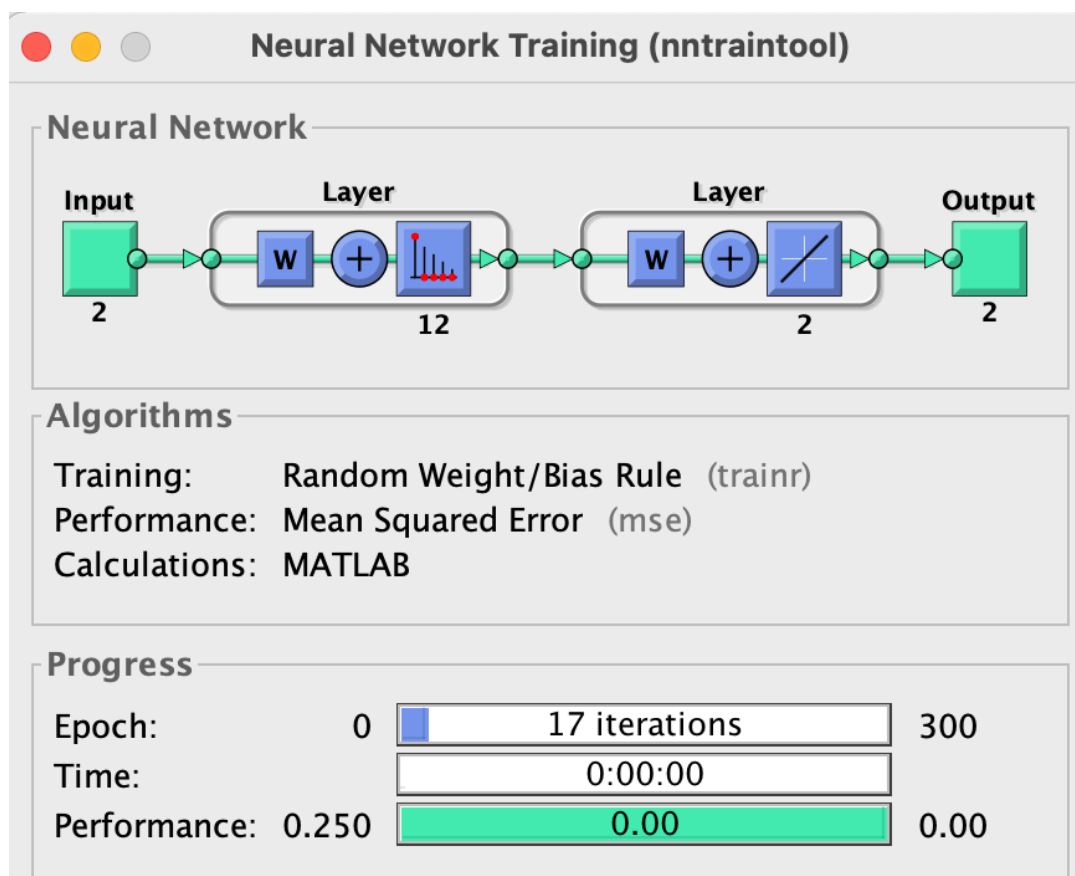 Neural Network Training (nntraintool)
Neural Network
Input
Layer
Layer
Output
W
W
2
12
2
2
Algorithms
Training: Random Weight/Bias Rule (trainr)
Performance: Mean Squared Error (mse)
Calculations: MATLAB
Progress
Epoch: 0 17 iterations 300
Time: 0:00:00
Performance: 0.250 0.00 0.00